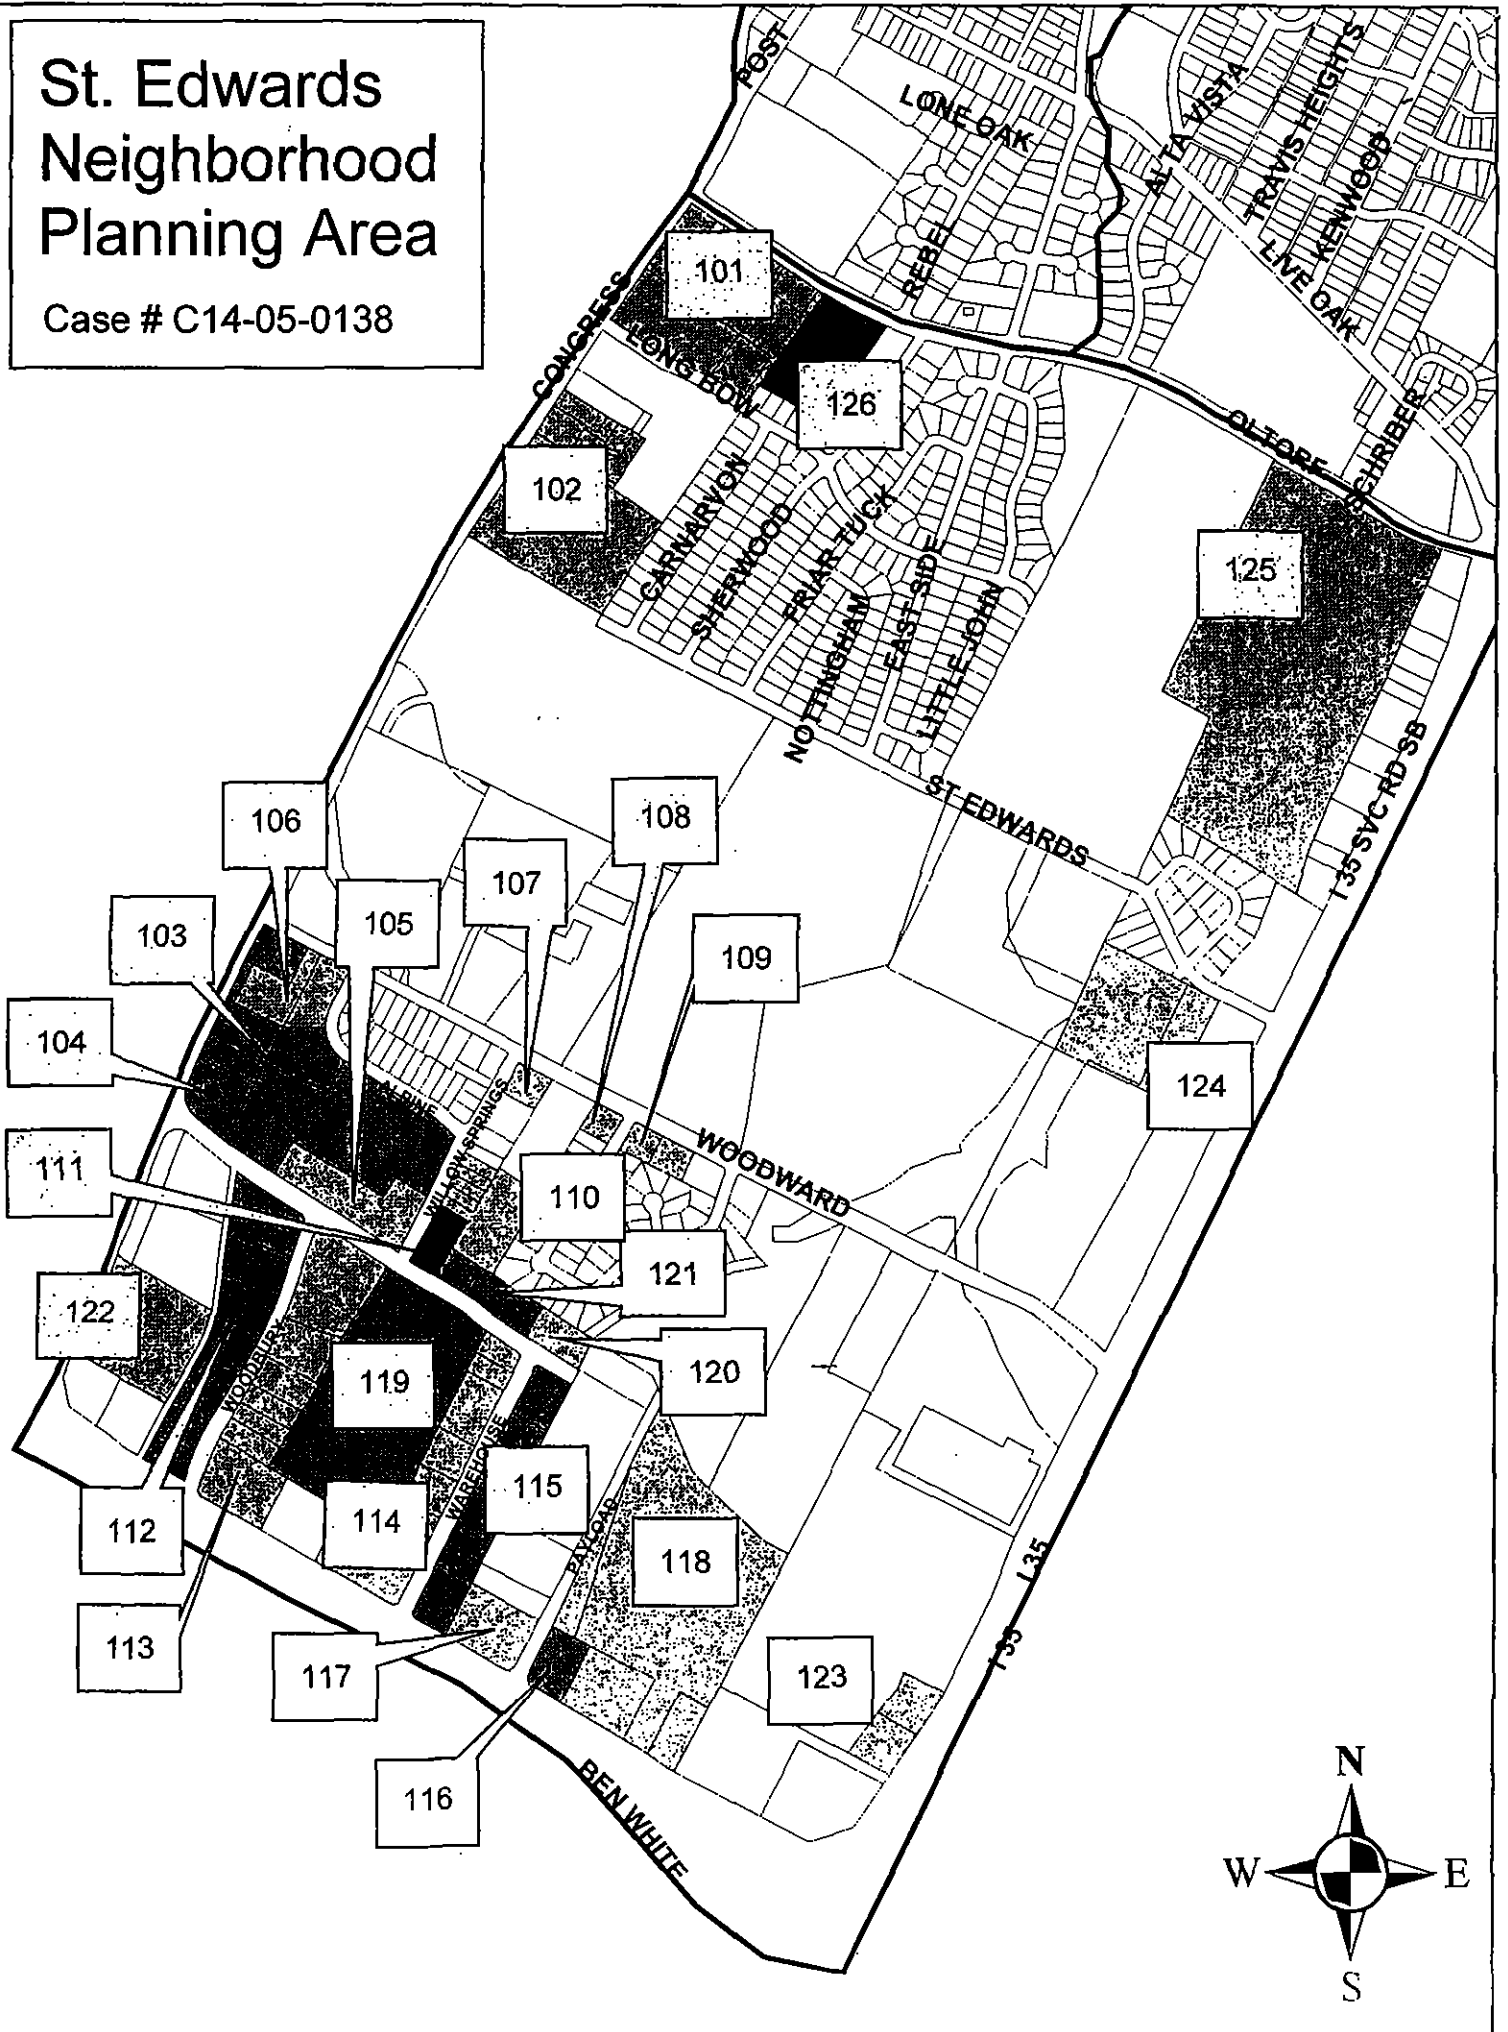 St. Edwards
Neighborhood
Planning Area
Case # C14-05-0138
POST
LONE OAK
ALTA VISTA
TRAVIS HEIGHTS
KENWOOD
LIVE OAK
REBEL
101
CONGRESS
LONG BOW
126
OLTORF
SCHRIBER
102
CARNARVON
SHERWOOD
FRIAR TUCK
NOTTINGHAM
EAST SIDE
LITTLE JOHN
125
I 35 SVC RD SB
ST EDWARDS
106
108
107
105
103
109
104
124
ALPINE
WILLOW SPRINGS
WOODWARD
111
110
121
122
WOODBURY
119
120
WAREHOUSE
115
114
112
PAYLOAD
118
I 35
113
117
123
I 35
116
BEN WHITE
N
W
E
S